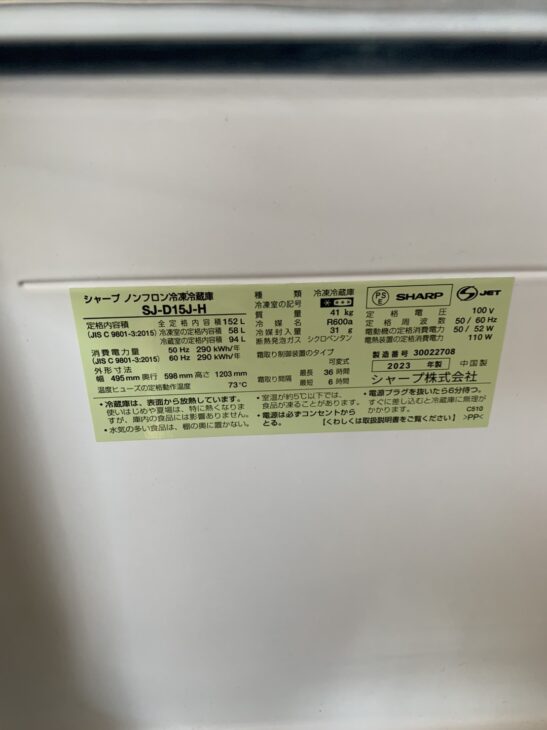 シャープ ノンフロン冷凍冷蔵庫
SJ-D15J-H
定格内容積
(JIS C 9801-3:2015)
全定格内容積 152 L
冷凍室の定格内容積 58 L
冷蔵室の定格内容積 94 L
消費電力量
(JIS C 9801-3:2015)
50 Hz 290 kWh/年
60 Hz 290 kWh/年
外形寸法
幅 495 mm 奥行 598 mm 高さ 1203 mm
温度ヒューズの定格動作温度 73℃
・冷蔵庫は、表面から放熱しています。
使いはじめや夏場は、特に熱くなりま
すが、庫内の食品には影響ありません。
・水気の多い食品は、棚の奥に置かない。
種類 冷凍冷蔵庫
冷凍室の記号
質量 41 kg
冷媒名 R600a
冷媒封入量 31 g
断熱発泡ガス シクロペンタン
霜取り制御装置のタイプ
可変式
霜取り間隔 最長 36 時間
最短 6 時間
・室温が約5℃以下では、
食品が凍ることがあります。
・電源は必ずコンセントから
とる。
PS
E
SHARP
S JET
定格電圧 100 V
定格周波数 50 / 60 Hz
電動機の定格消費電力 50 / 52 W
電熱装置の定格消費電力 110 W
製造番号 30022708
2023 年製 中国製
シャープ株式会社
・電源プラグを抜いたら6分待つ。
すぐに差し込むと冷蔵庫に無理が
かかります。 C510
【くわしくは取扱説明書をご覧ください】 >PP<